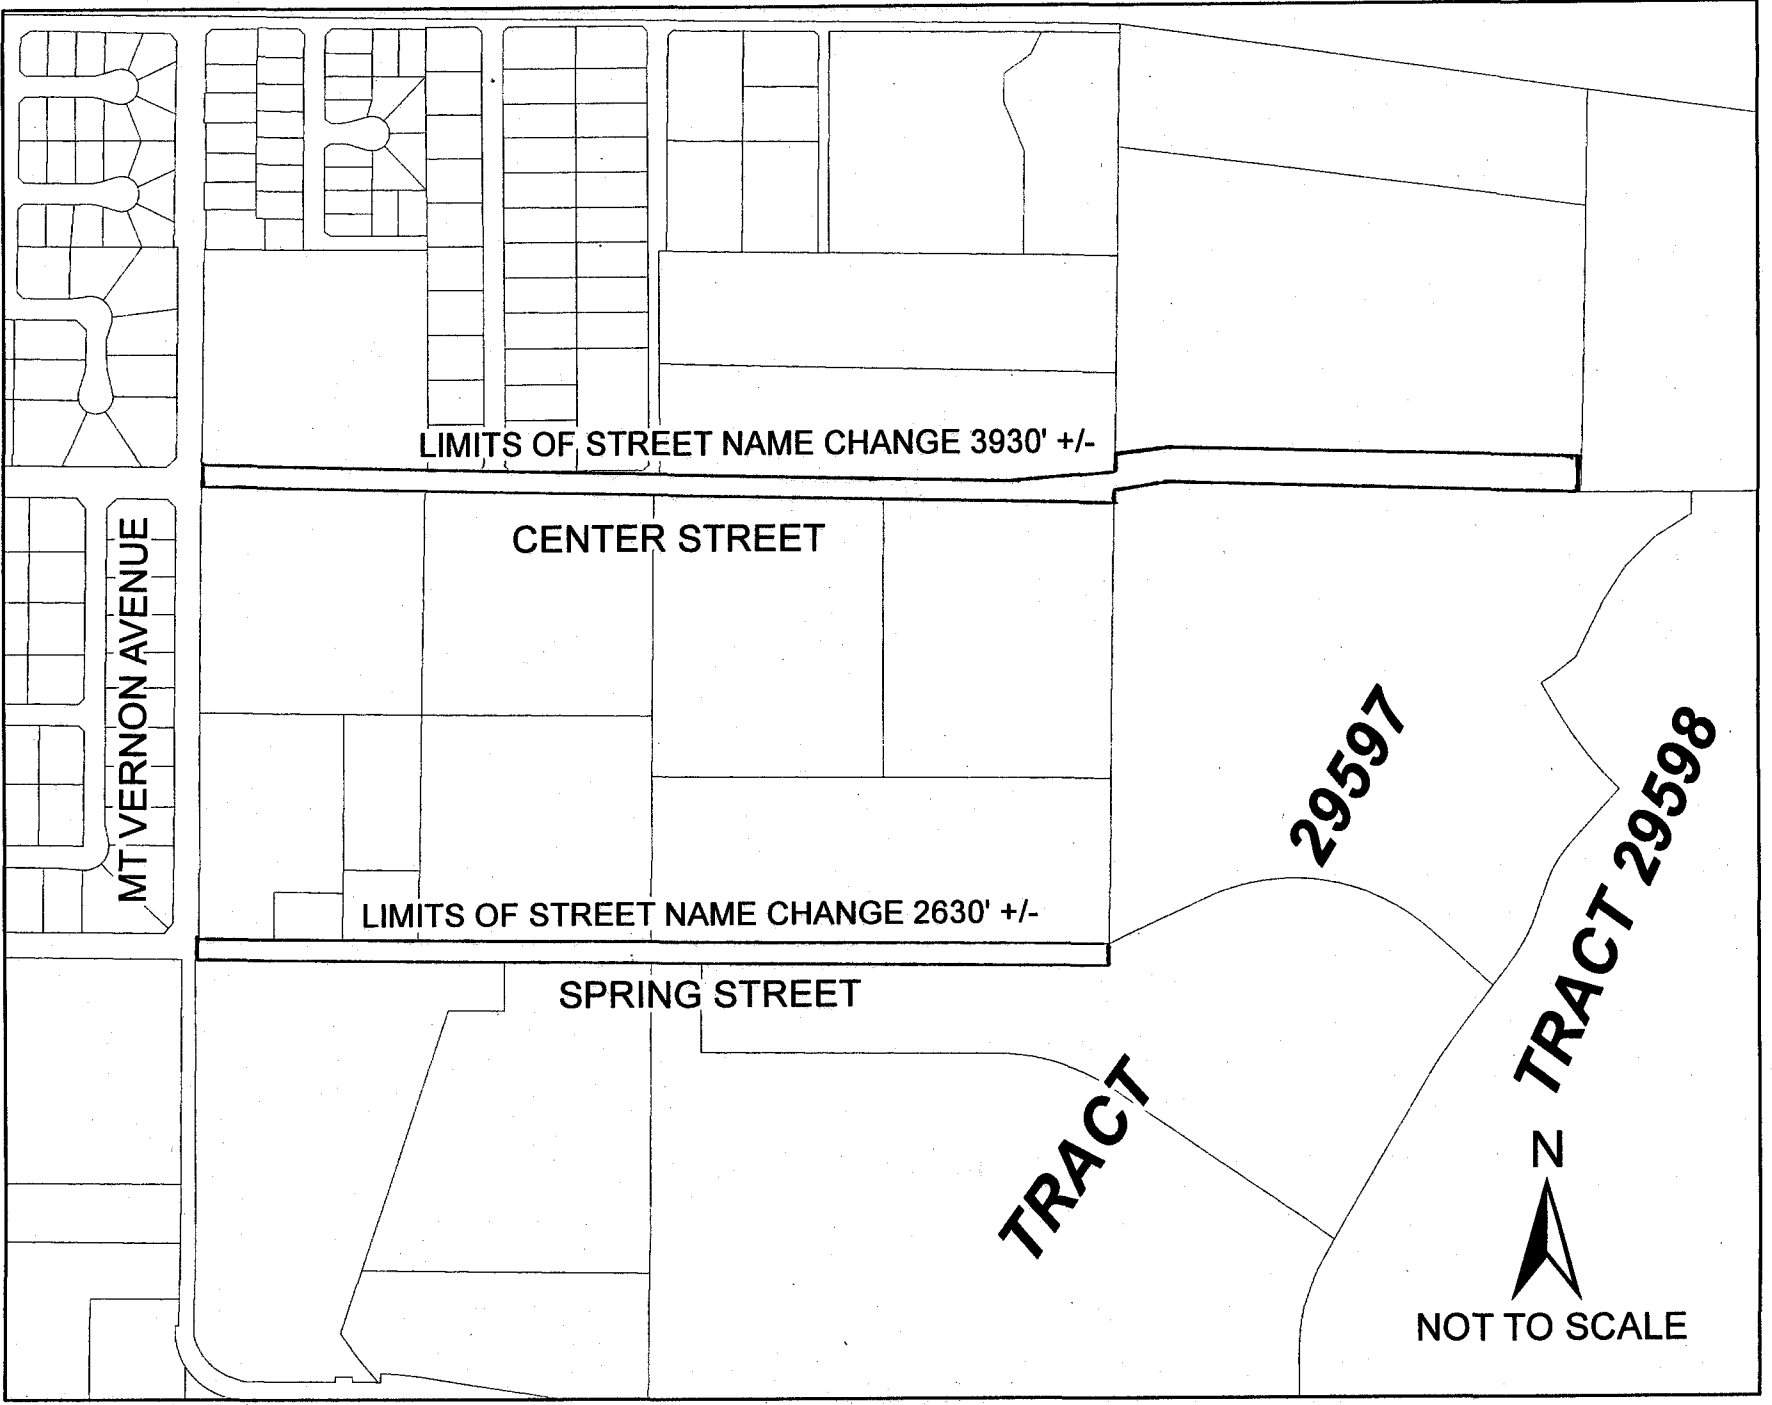 LIMITS OF STREET NAME CHANGE 3930' +/-
CENTER STREET
MT VERNON AVENUE
LIMITS OF STREET NAME CHANGE 2630' +/-
SPRING STREET
TRACT 29597
TRACT 29598
N
NOT TO SCALE